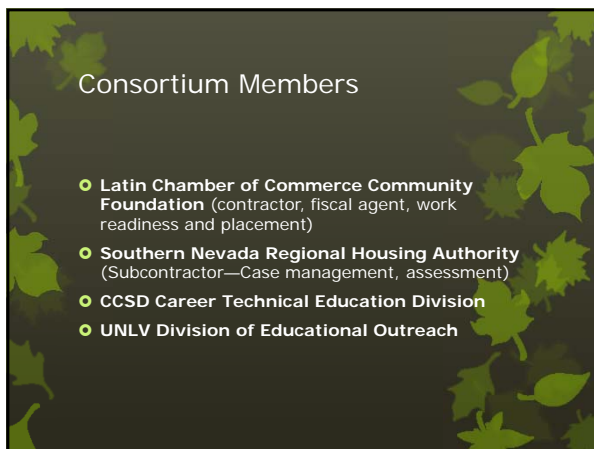 Consortium Members
Latin Chamber of Commerce Community
Foundation (contractor, fiscal agent, work
readiness and placement)
Southern Nevada Regional Housing Authority
(Subcontractor—Case management, assessment)
CCSD Career Technical Education Division
UNLV Division of Educational Outreach